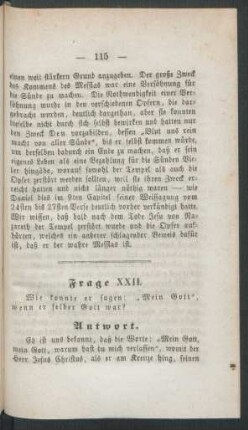 — 115 —
einen weit stärkern Grund anzugeben. Der große Zweck
des Kommens des Messias war eine Versöhnung für
die Sünde zu machen. Die Nothwendigkeit einer Ver-
söhnung wurde in den verschiedenen Opfern, die dar-
gebracht wurden, deutlich dargethan, aber sie konnten
dieselbe nicht durch sich selbst bewirken und hatten nur
den Zweck Den vorzubilden, dessen „Blut uns rein
macht von aller Sünde“, bis er selbst kommen würde,
um derselben dadurch ein Ende zu machen, daß er sein
eigenes Leben als eine Bezahlung für die Sünden Vie-
ler hingäbe, worauf sowohl der Tempel als auch die
Opfer zerstört werden sollten, weil sie ihren Zweck er-
reicht hatten und nicht länger nöthig waren — wie
Daniel dies im 9ten Capitel seiner Weissagung vom
24sten bis 27sten Vers deutlich vorher verkündigt hatte.
Wir wissen, daß bald nach dem Tode Jesu von Na-
zareth der Tempel zerstört wurde und die Opfer auf-
hörten, welches ein anderer schlagender Beweis dafür
ist, daß er der wahre Messias ist.
Frage XXII.
Wie konnte er sagen: „Mein Gott“,
wenn er selber Gott war?
Antwort.
Es ist uns bekannt, daß die Worte: „Mein Gott,
mein Gott, warum hast du mich verlassen“, womit der
Herr Jesus Christus, als er am Kreuze hing, seinen